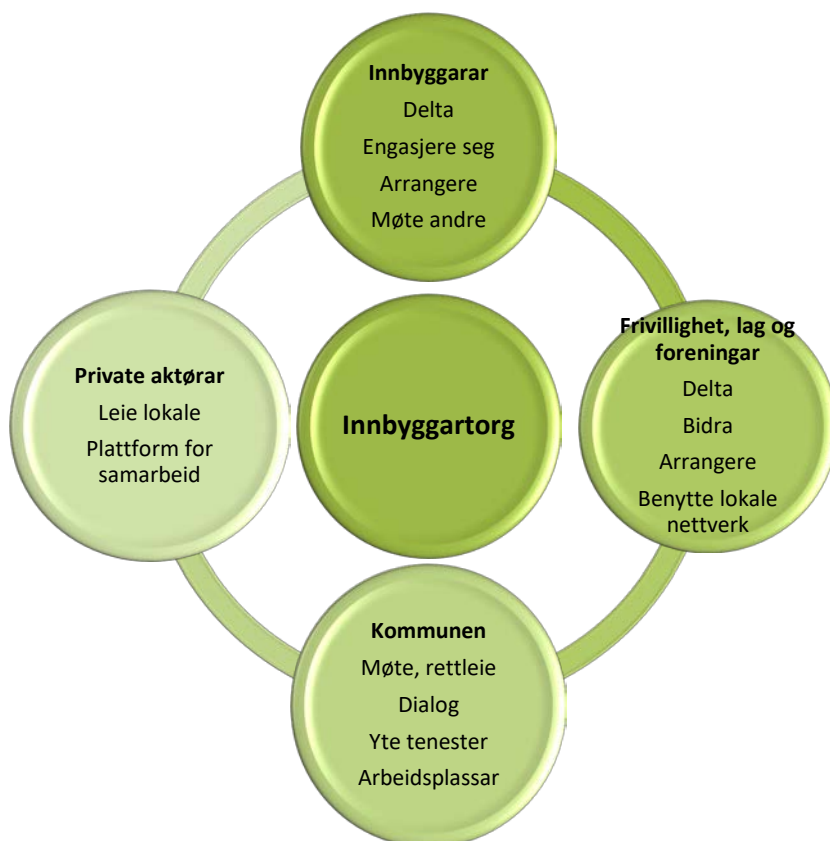 Innbyggarar
Delta
Engasjere seg
Arrangere
Møte andre
Frivillighet, lag og
foreningar
Delta
Bidra
Arrangere
Benytte lokale
nettverk
Private aktørar
Leie lokale
Plattform for
samarbeid
Innbyggartorg
Kommunen
Møte, rettleie
Dialog
Yte tenester
Arbeidsplassar